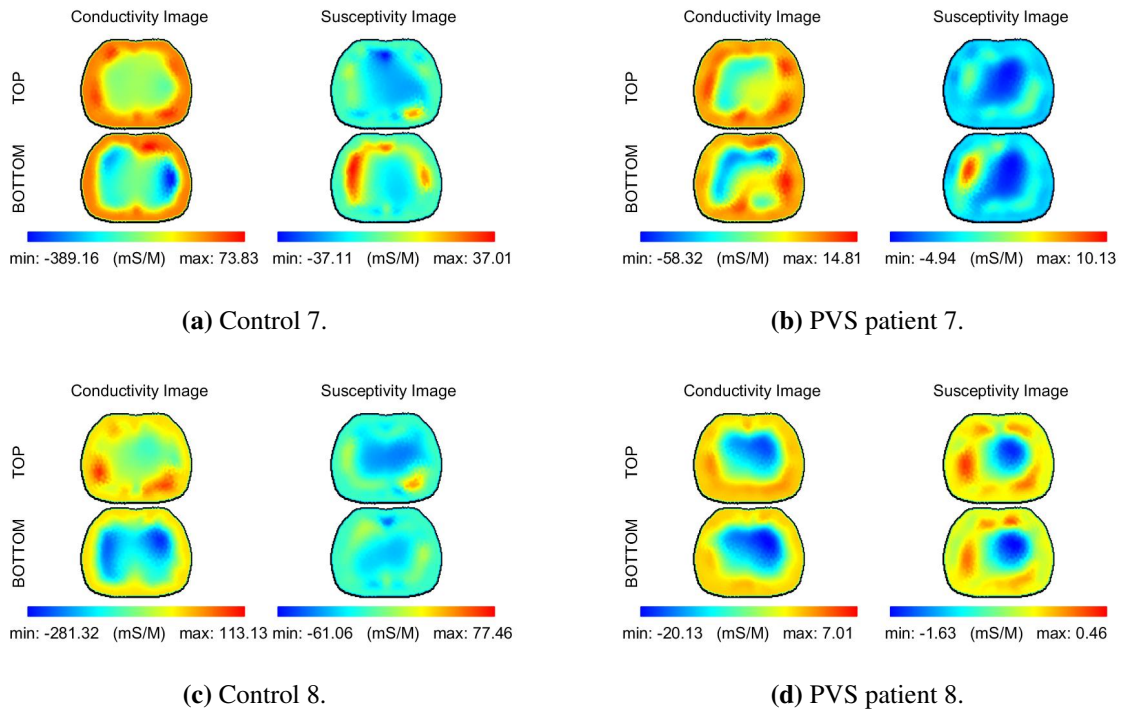 Conductivity Image Susceptivity Image
TOP
BOTTOM
min: -389.16 (mS/M) max: 73.83 min: -37.11 (mS/M) max: 37.01
(a) Control 7.
Conductivity Image Susceptivity Image
TOP
BOTTOM
min: -58.32 (mS/M) max: 14.81 min: -4.94 (mS/M) max: 10.13
(b) PVS patient 7.
Conductivity Image Susceptivity Image
TOP
BOTTOM
min: -281.32 (mS/M) max: 113.13 min: -61.06 (mS/M) max: 77.46
(c) Control 8.
Conductivity Image Susceptivity Image
TOP
BOTTOM
min: -20.13 (mS/M) max: 7.01 min: -1.63 (mS/M) max: 0.46
(d) PVS patient 8.